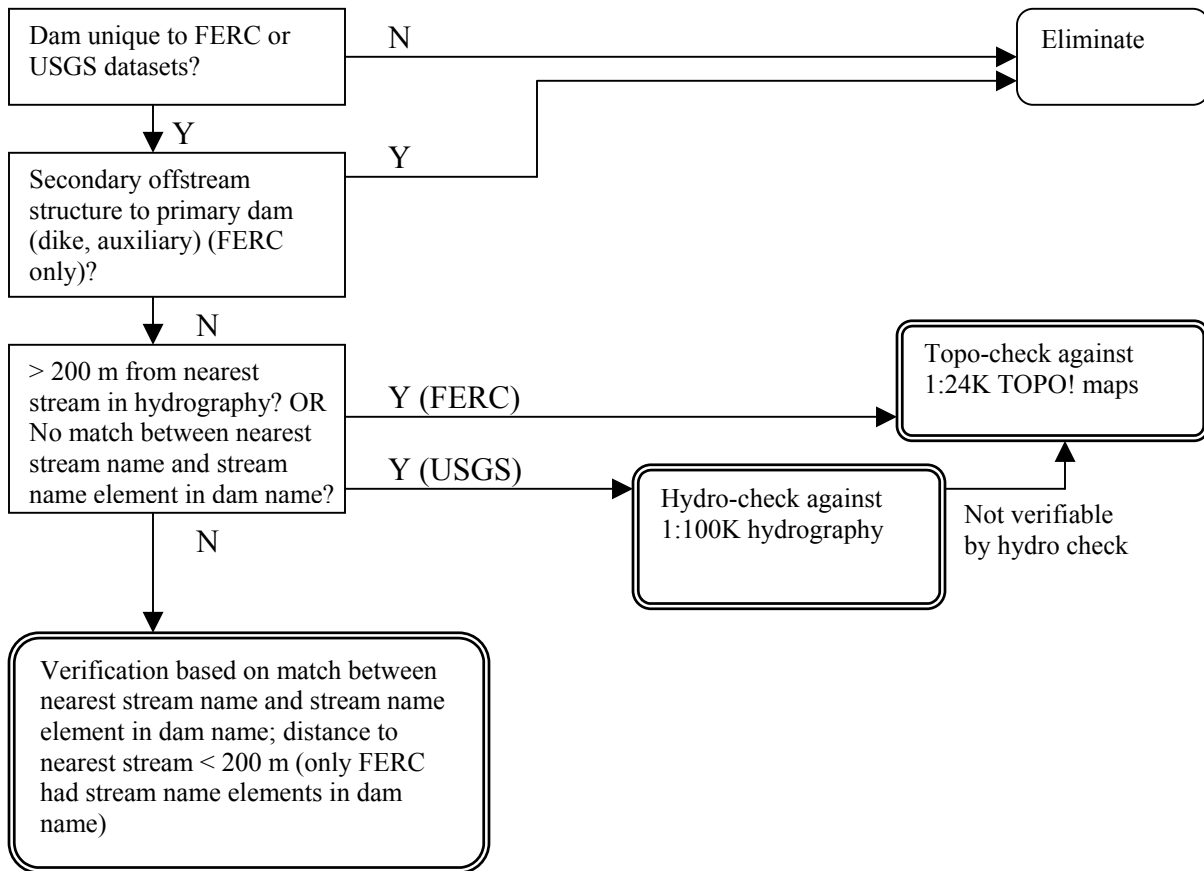 Dam unique to FERC or
USGS datasets?
N
Eliminate
Y
Secondary offstream
structure to primary dam
(dike, auxiliary) (FERC
only)?
Y
N
> 200 m from nearest
stream in hydrography? OR
No match between nearest
stream name and stream
name element in dam name?
Y (FERC)
Topo-check against
1:24K TOPO! maps
Y (USGS)
Hydro-check against
1:100K hydrography
Not verifiable
by hydro check
N
Verification based on match between
nearest stream name and stream name
element in dam name; distance to
nearest stream < 200 m (only FERC
had stream name elements in dam
name)